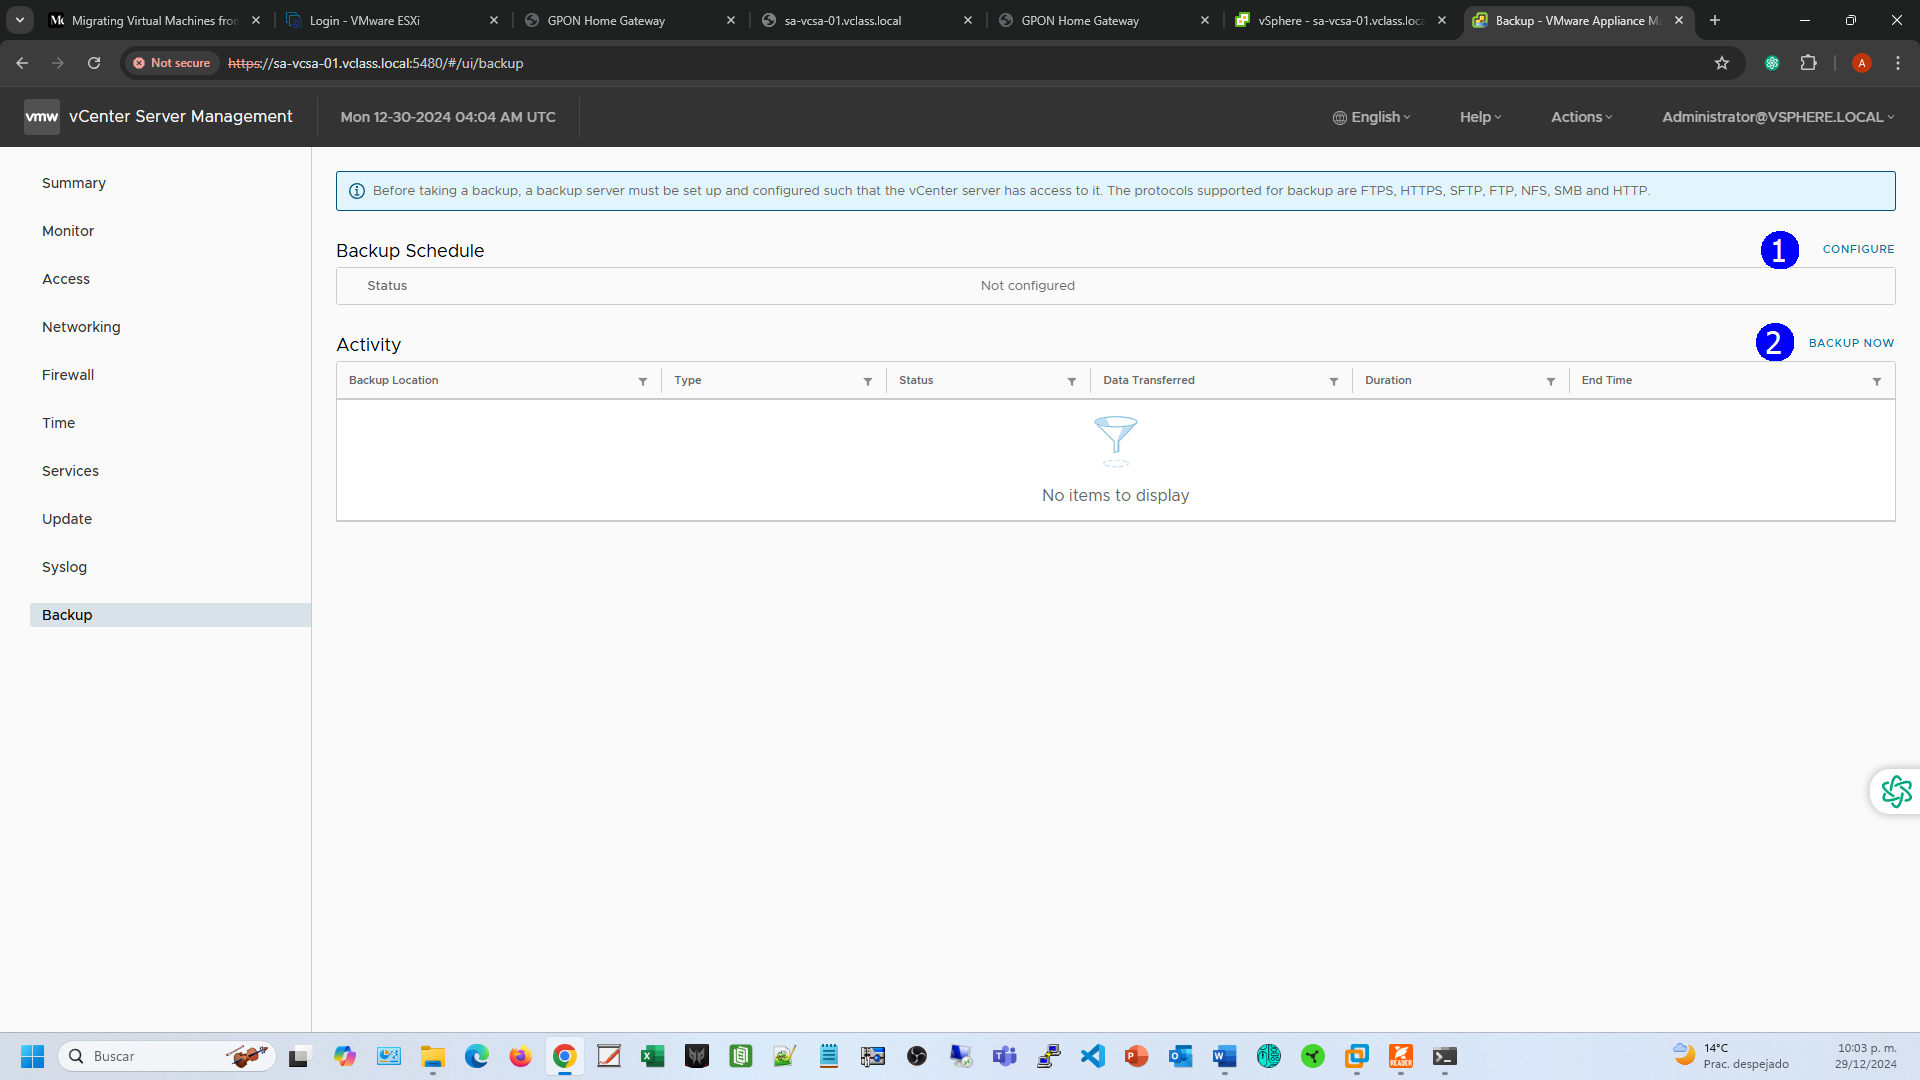 Migrating Virtual Machines from
Login - VMware ESXi
GPON Home Gateway
sa-vcsa-01.vclass.local
GPON Home Gateway
vSphere - sa-vcsa-01.vclass.loca
Backup - VMware Appliance M
Not secure
https://sa-vcsa-01.vclass.local:5480/#/ui/backup
A
vmw
vCenter Server Management
Mon 12-30-2024 04:04 AM UTC
English
Help
Actions
Administrator@VSPHERE.LOCAL
Summary
Monitor
Access
Networking
Firewall
Time
Services
Update
Syslog
Backup
Before taking a backup, a backup server must be set up and configured such that the vCenter server has access to it. The protocols supported for backup are FTPS, HTTPS, SFTP, FTP, NFS, SMB and HTTP.
Backup Schedule
1
CONFIGURE
Status
Not configured
Activity
2
BACKUP NOW
Backup Location
Type
Status
Data Transferred
Duration
End Time
No items to display
Buscar
READER
14°C
Prac. despejado
10:03 p. m.
29/12/2024